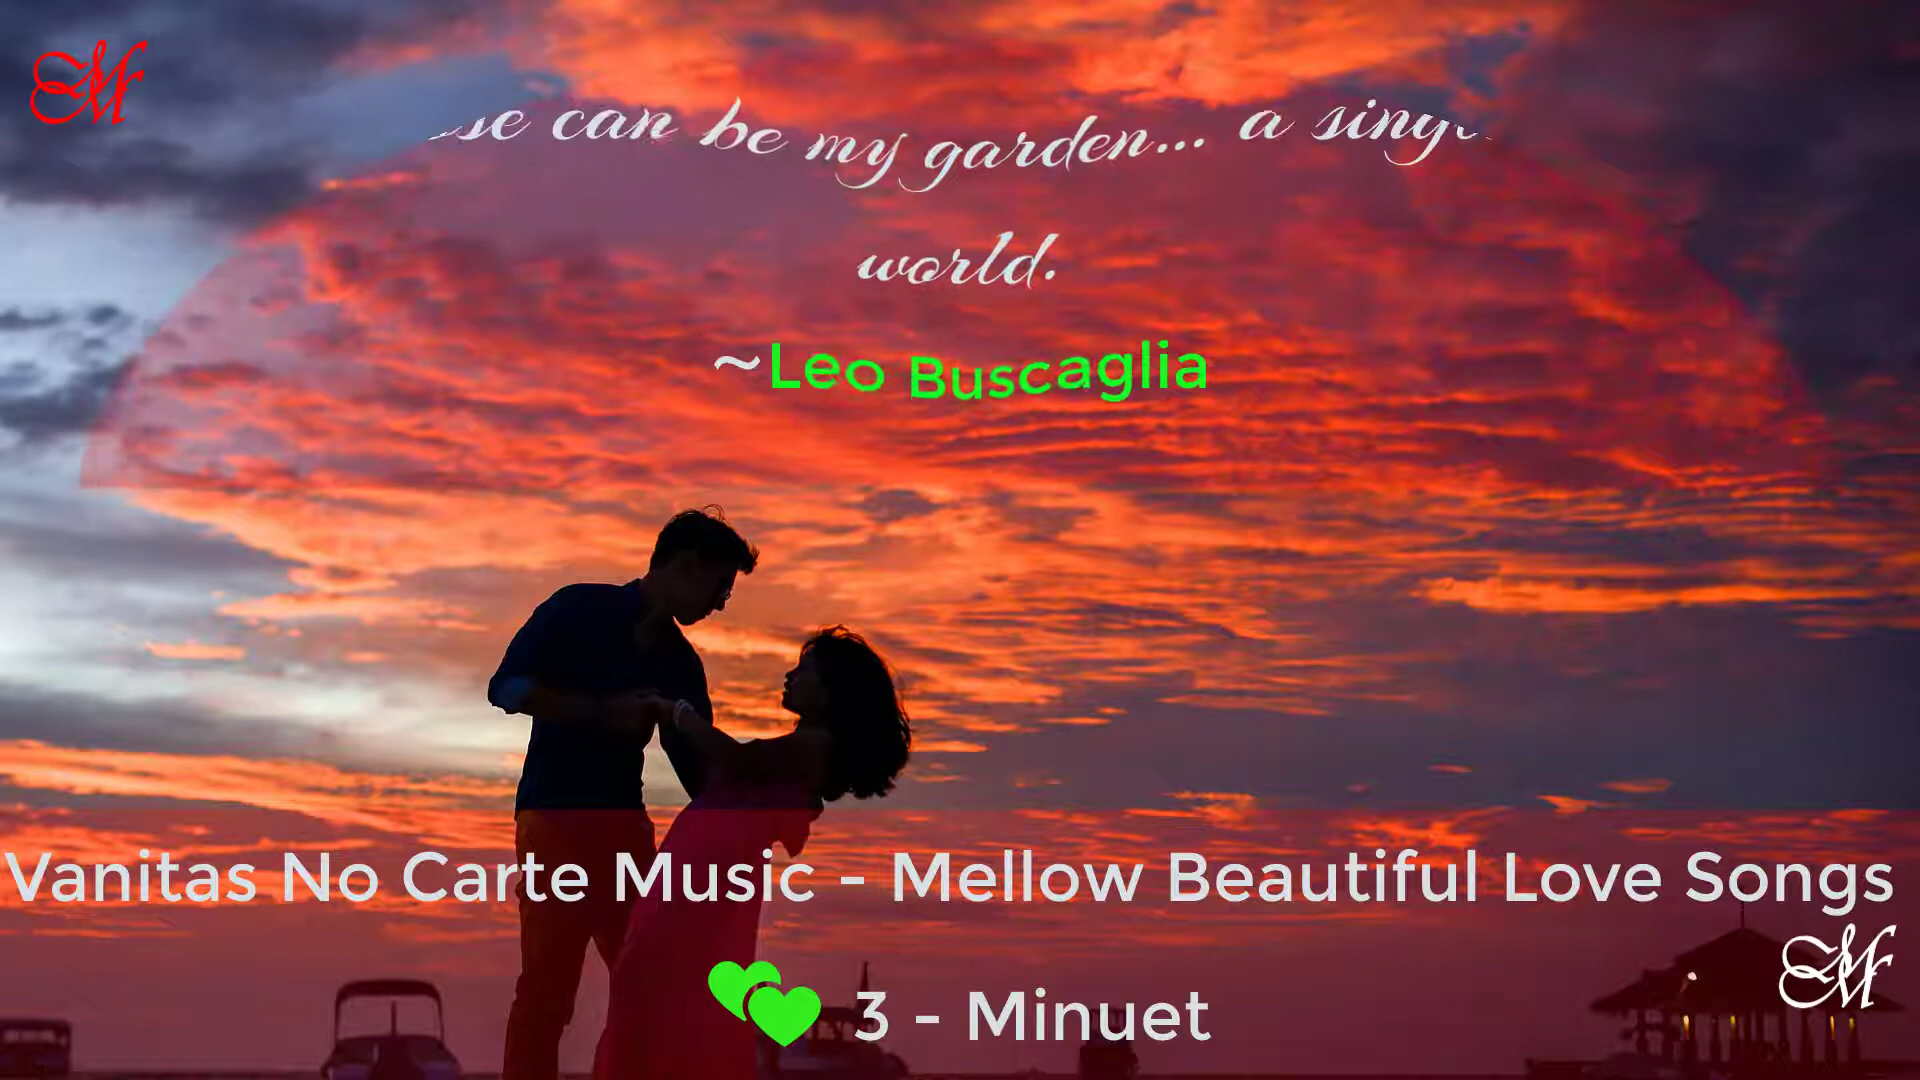 can be my garden... a
world.
~Leo Buscaglia
Vanitas No Carte Music - Mellow Beautiful Love Songs
3 - Minuet